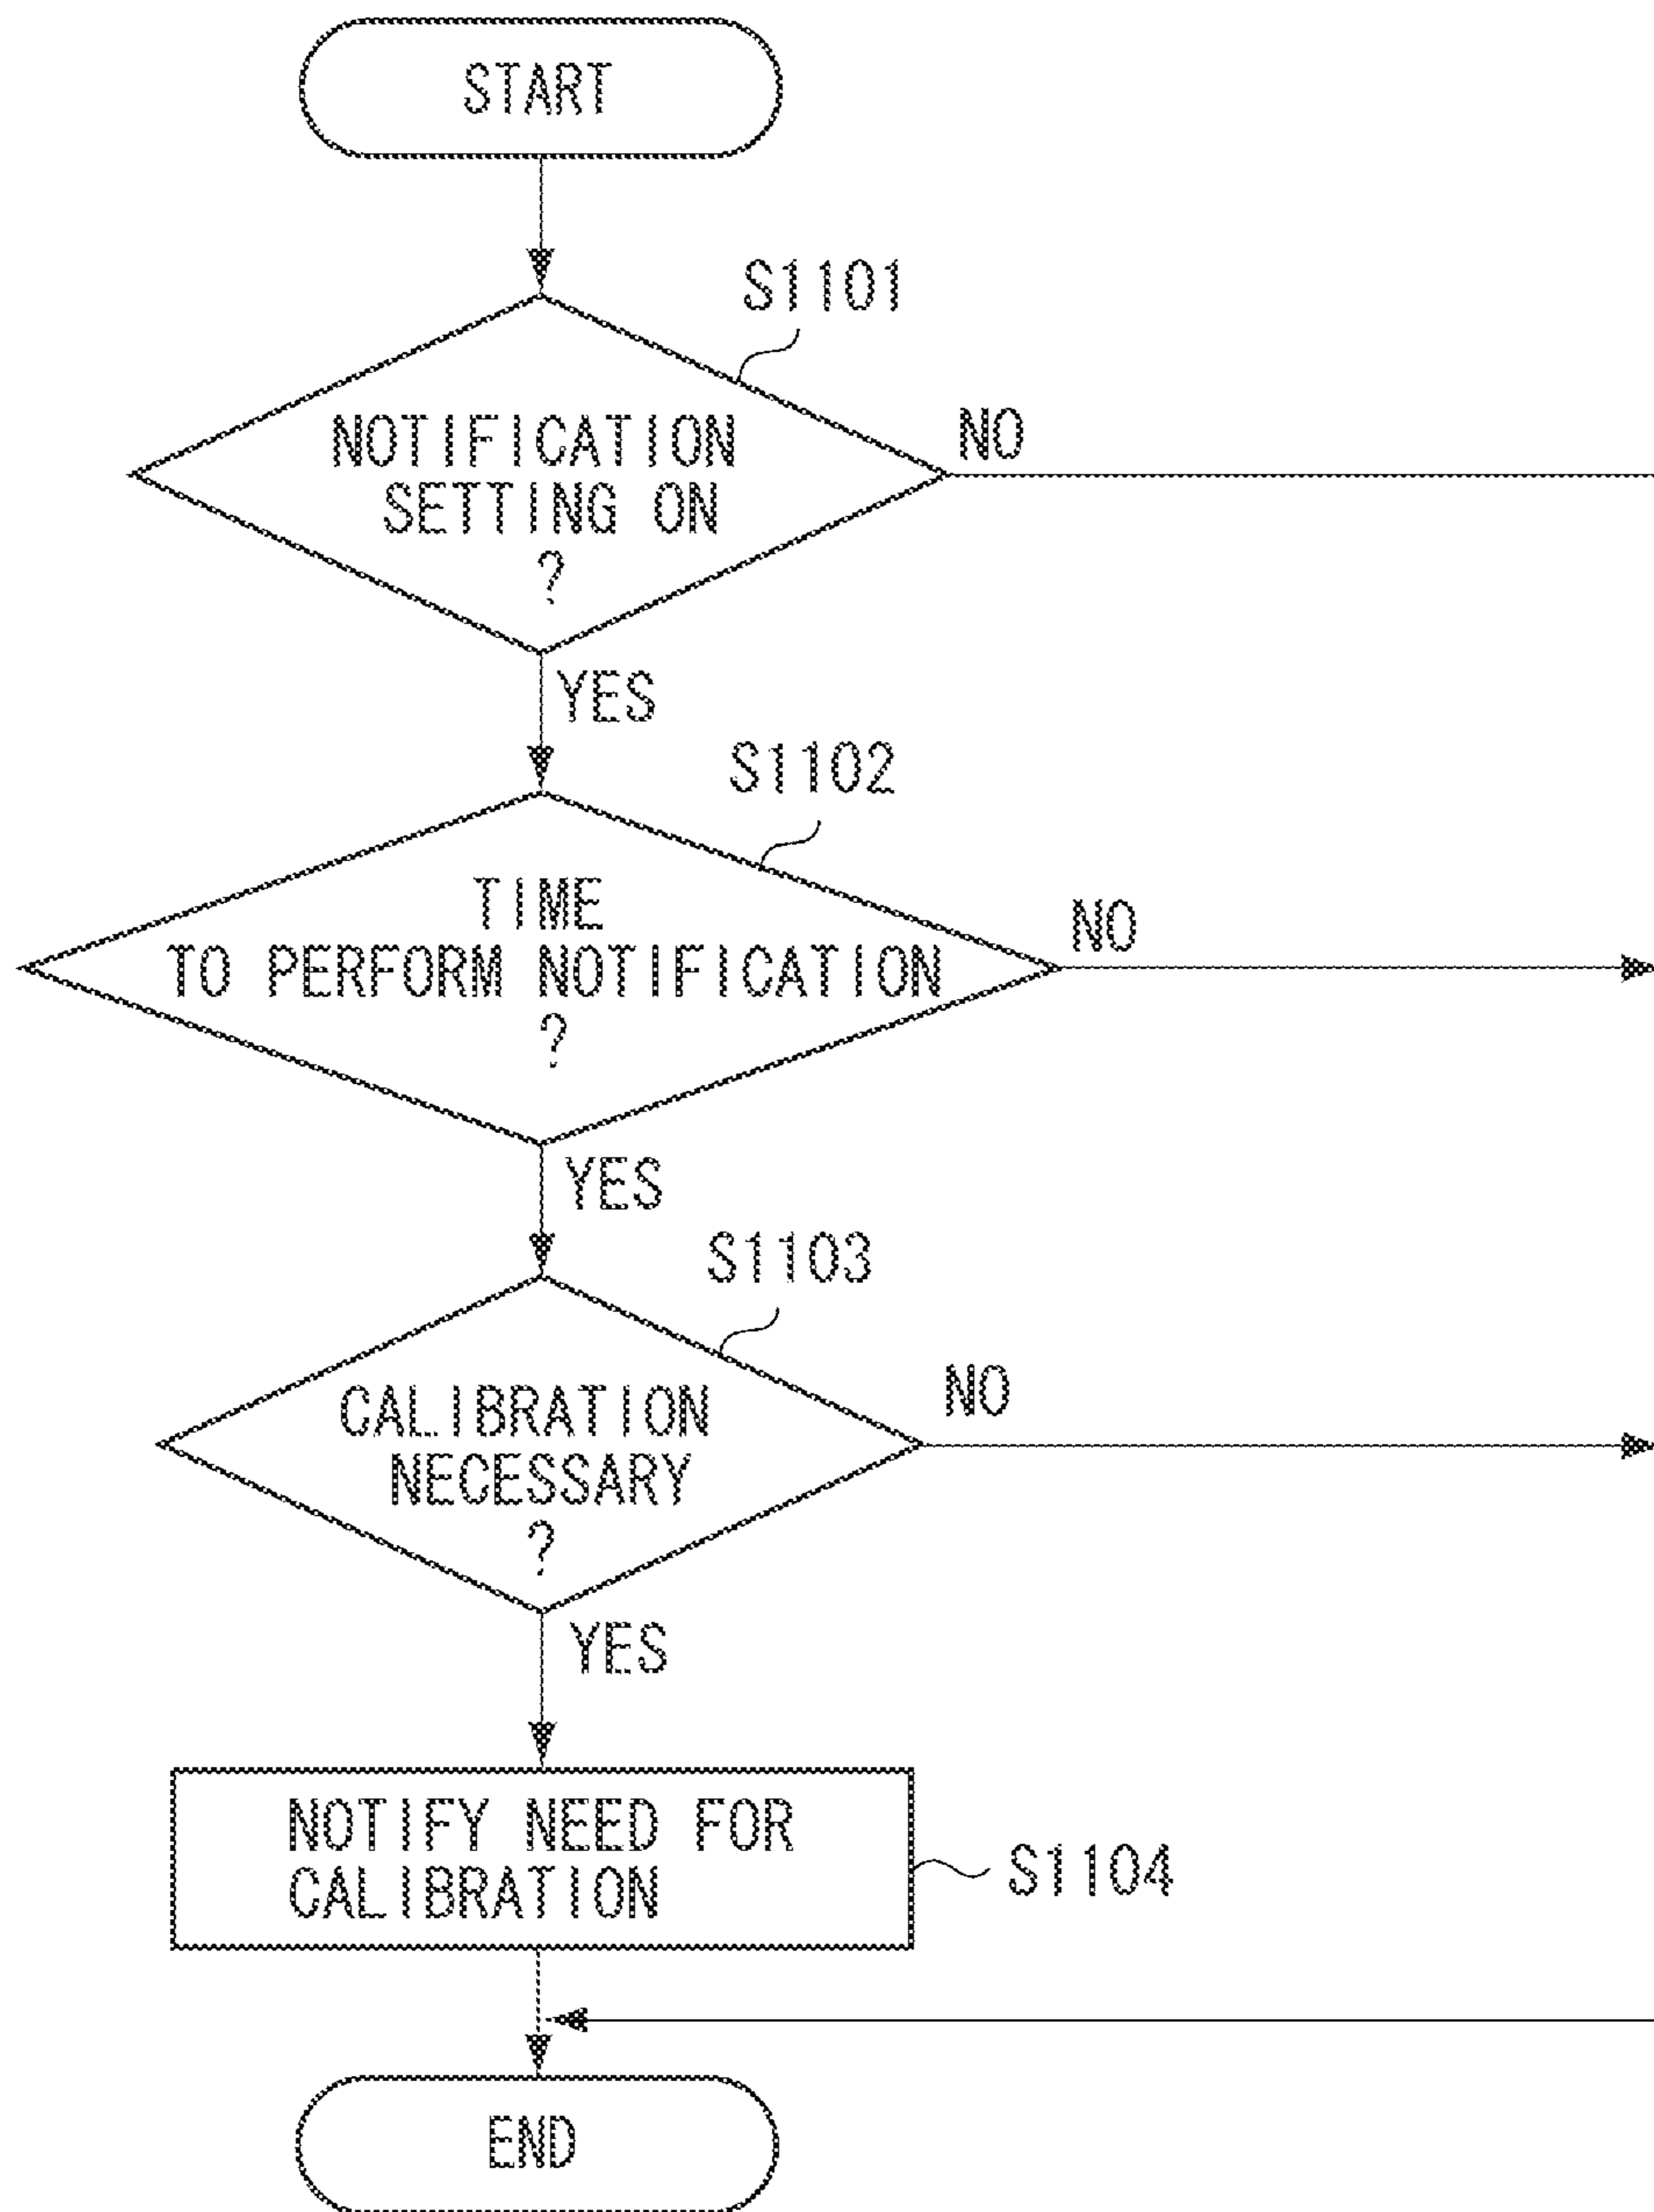 START
S1101
NOTIFICATION
SETTING ON
?
NO
YES
S1102
TIME
TO PERFORM NOTIFICATION
?
NO
YES
S1103
CALIBRATION
NECESSARY
?
NO
YES
NOTIFY NEED FOR
CALIBRATION
S1104
END